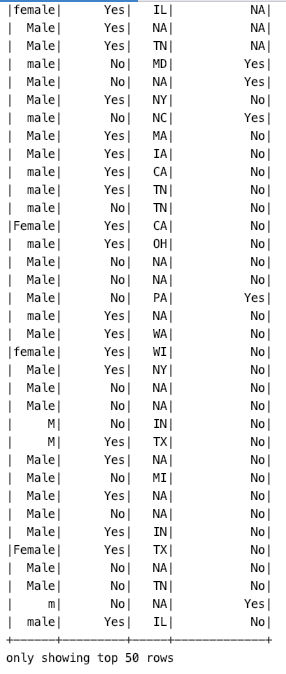 |female|     Yes|   IL|          NA|
|  Male|     Yes|   NA|          NA|
|  Male|     Yes|   TN|          NA|
|  male|      No|   MD|         Yes|
|  Male|      No|   NA|         Yes|
|  Male|     Yes|   NY|          No|
|  male|      No|   NC|         Yes|
|  Male|     Yes|   MA|          No|
|  Male|     Yes|   IA|          No|
|  male|     Yes|   CA|          No|
|  male|     Yes|   TN|          No|
|  male|      No|   TN|          No|
|Female|     Yes|   CA|          No|
|  male|     Yes|   OH|          No|
|  Male|      No|   NA|          No|
|  Male|      No|   NA|          No|
|  Male|      No|   PA|         Yes|
|  male|     Yes|   NA|          No|
|  Male|     Yes|   WA|          No|
|female|     Yes|   WI|          No|
|  Male|     Yes|   NY|          No|
|  Male|      No|   NA|          No|
|  Male|      No|   NA|          No|
|     M|      No|   IN|          No|
|     M|     Yes|   TX|          No|
|  Male|     Yes|   NA|          No|
|  Male|      No|   MI|          No|
|  Male|     Yes|   NA|          No|
|  Male|      No|   NA|          No|
|  Male|     Yes|   IN|          No|
|Female|     Yes|   TX|          No|
|  Male|      No|   NA|          No|
|  Male|      No|   TN|          No|
|     m|      No|   NA|         Yes|
|  male|     Yes|   IL|          No|
+------+--------+-----+------------+
only showing top 50 rows